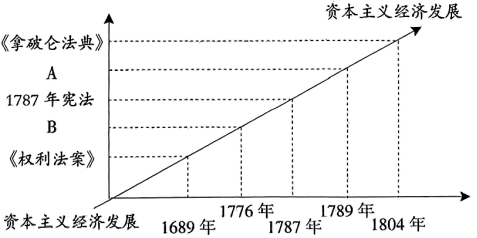 资本主义经济发展
《拿破仑法典》
A
1787年宪法
B
《权利法案》
资本主义经济发展
1689年
1776年
1787年
1789年
1804年